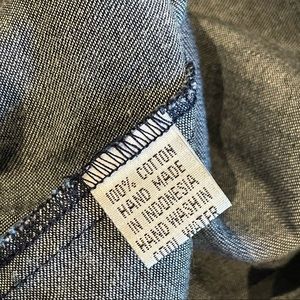 100% COTTON
HAND MADE
IN INDONESIA
HAND WASH IN
COOL WATER